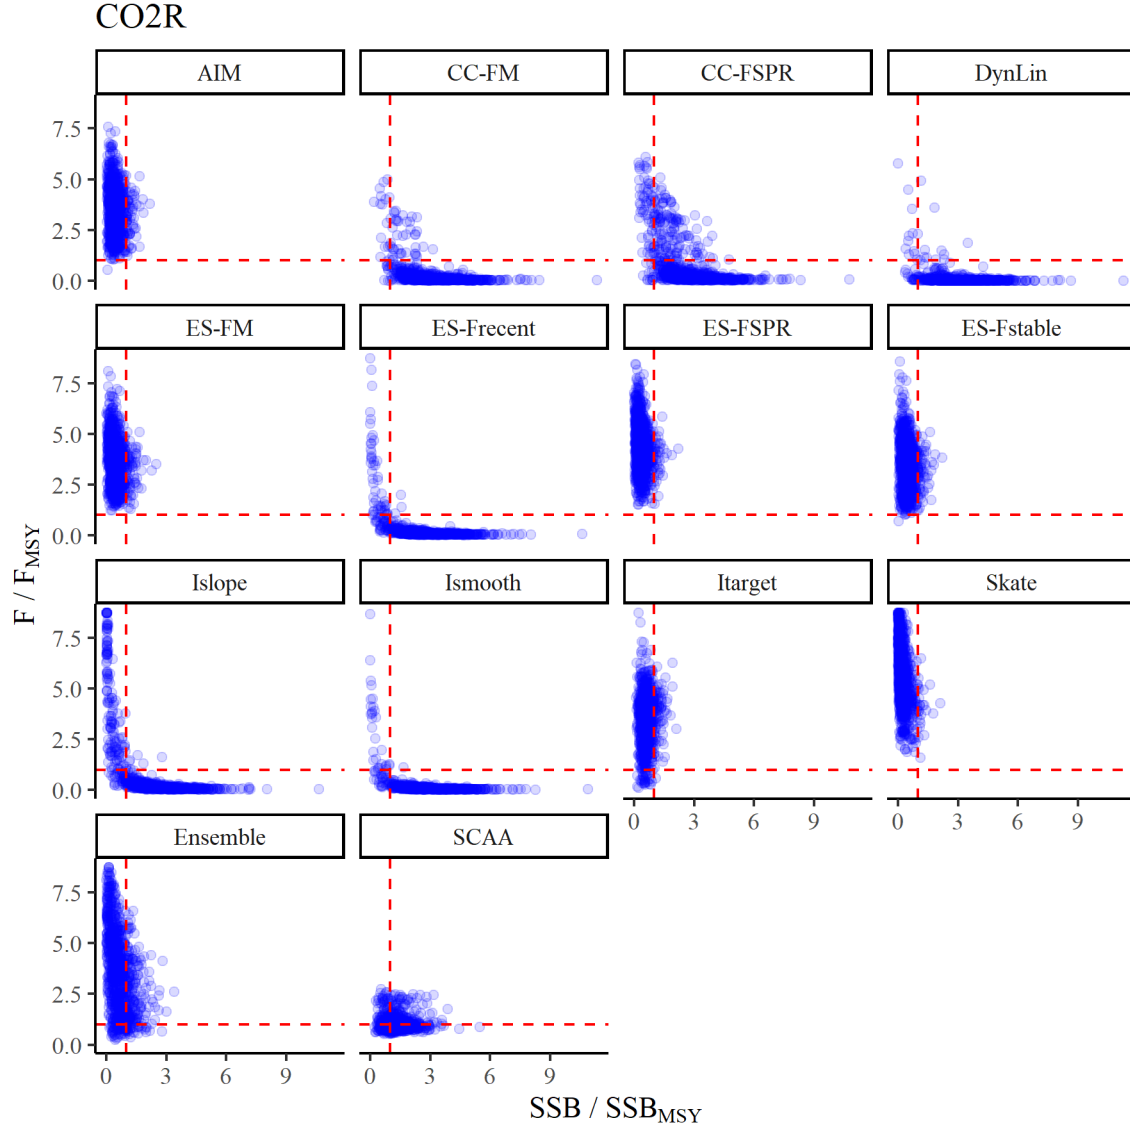 CO2R
AIM CC-FM CC-FSPR DynLin
7.5
5.0
2.5
0.0
ES-FM ES-Frecent ES-FSPR ES-Fstable
7.5
5.0
2.5
0.0
Islope Ismooth Itarget Skate
7.5
5.0
2.5
0.0
0 3 6 9 0 3 6 9
Ensemble SCAA
7.5
5.0
2.5
0.0
0 3 6 9 0 3 6 9
F / FMSY
SSB / SSBMSY